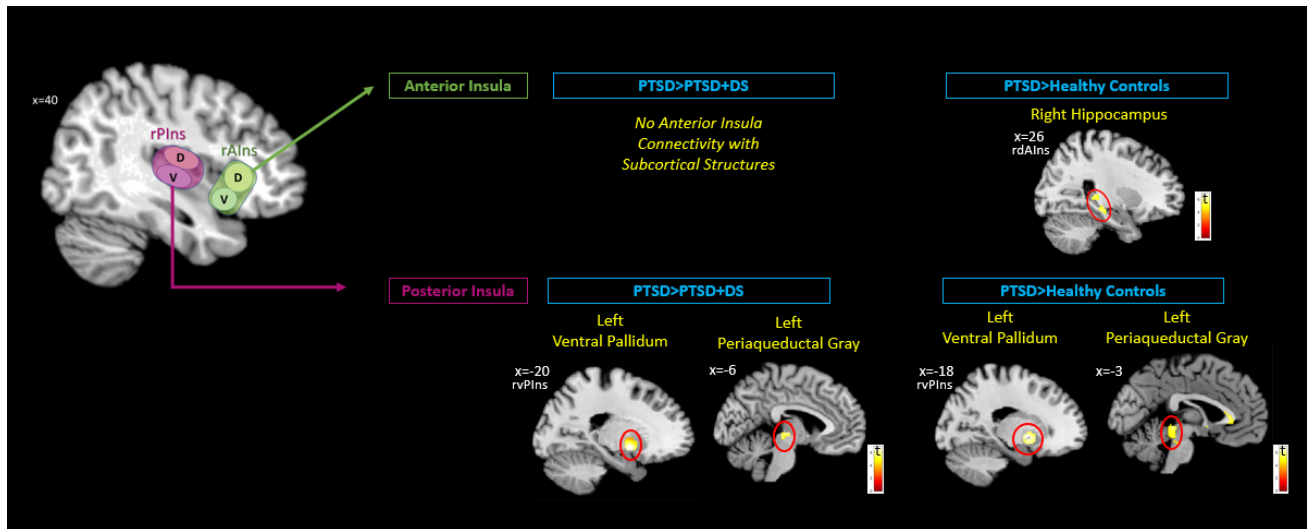 x=40
rPIns
D
V
rAIns
D
V
Anterior Insula
PTSD>PTSD+DS
No Anterior Insula
Connectivity with
Subcortical Structures
PTSD>Healthy Controls
Right Hippocampus
x=26
rdAIns
t
Posterior Insula
PTSD>PTSD+DS
Left
Ventral Pallidum
x=-20
rvPIns
Left
Periaqueductal Gray
x=-6
t
PTSD>Healthy Controls
Left
Ventral Pallidum
x=-18
rvPIns
Left
Periaqueductal Gray
x=-3
t